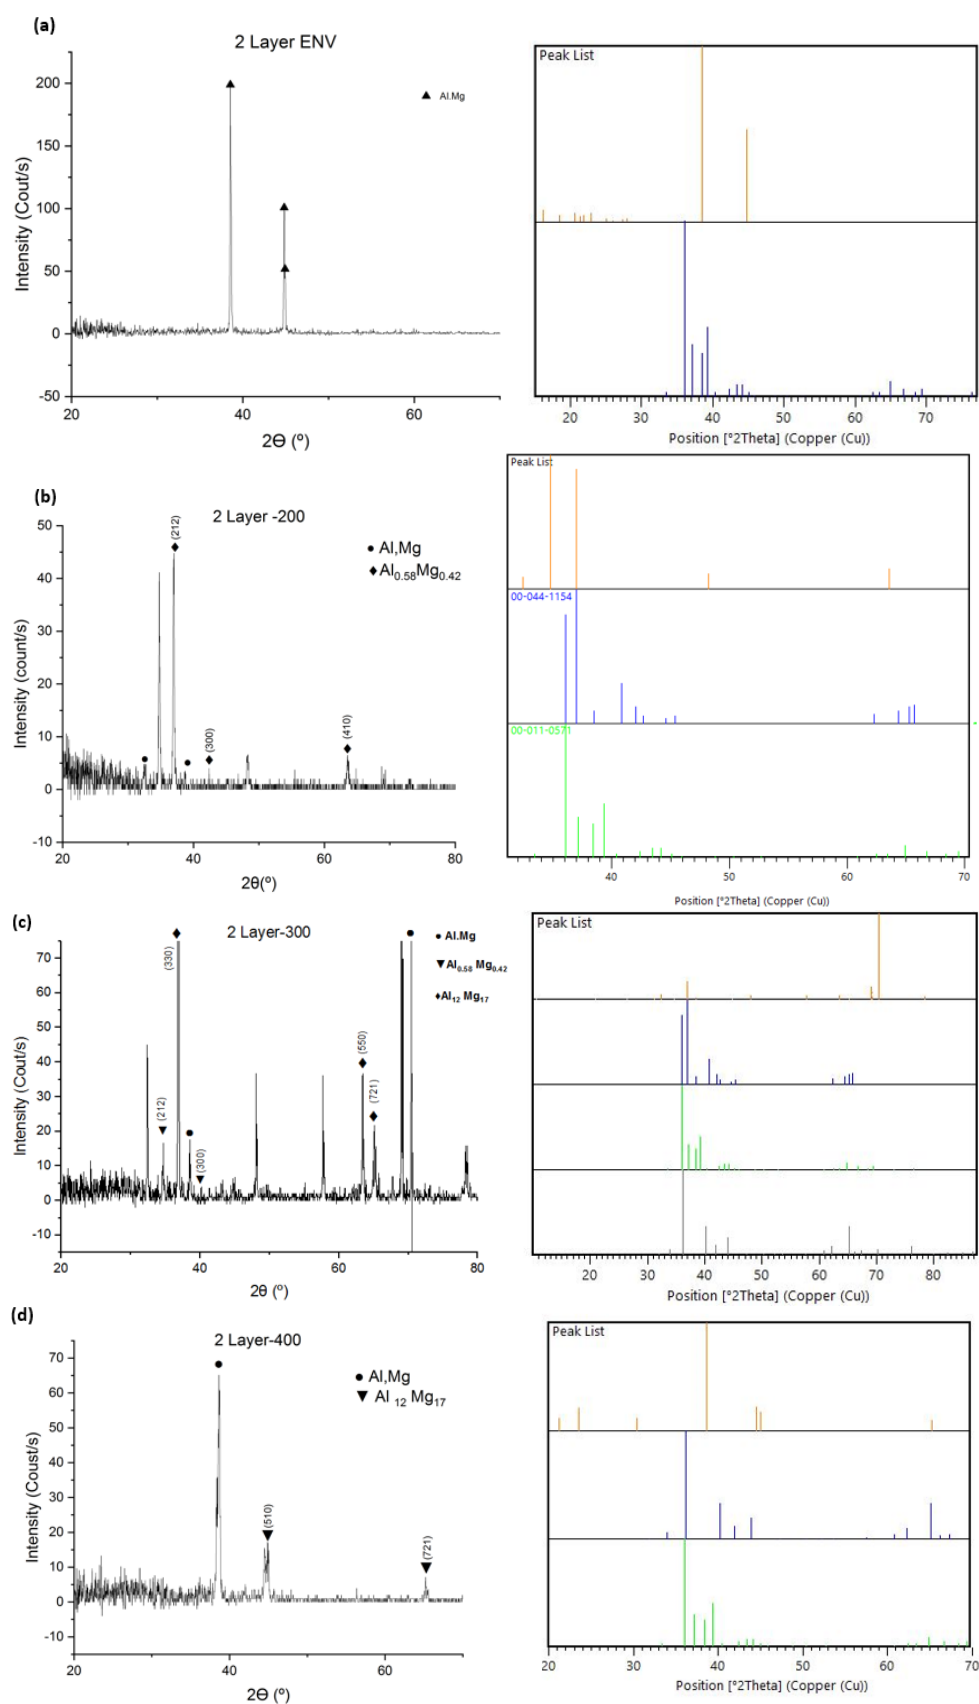 (a)
2 Layer ENV
Al.Mg
200
150
100
50
0
-50
20 40 60
Intensity (Cout/s)
2Θ (º)
Peak List
20 30 40 50 60 70
Position [°2Theta] (Copper (Cu))
(b)
2 Layer -200
Al,Mg
Al0.58Mg0.42
(212)
(300)
(410)
50
40
30
20
10
0
-10
20 40 60 80
Intensity (count/s)
2θ(º)
Peak List
00-044-1154
00-011-0571
40 50 60 70
Position [°2Theta] (Copper (Cu))
(c)
2 Layer-300
Al.Mg
Al0.58 Mg0.42
Al12 Mg17
(330)
(212)
(300)
(550)
(721)
70
60
50
40
30
20
10
0
-10
20 40 60 80
Intensity (Cout/s)
2θ (º)
Peak List
20 30 40 50 60 70 80
Position [°2Theta] (Copper (Cu))
(d)
2 Layer-400
Al,Mg
Al 12 Mg17
(510)
(721)
70
60
50
40
30
20
10
0
-10
20 40 60
Intensity (Coust/s)
2Θ (º)
Peak List
20 30 40 50 60 70
Position [°2Theta] (Copper (Cu))